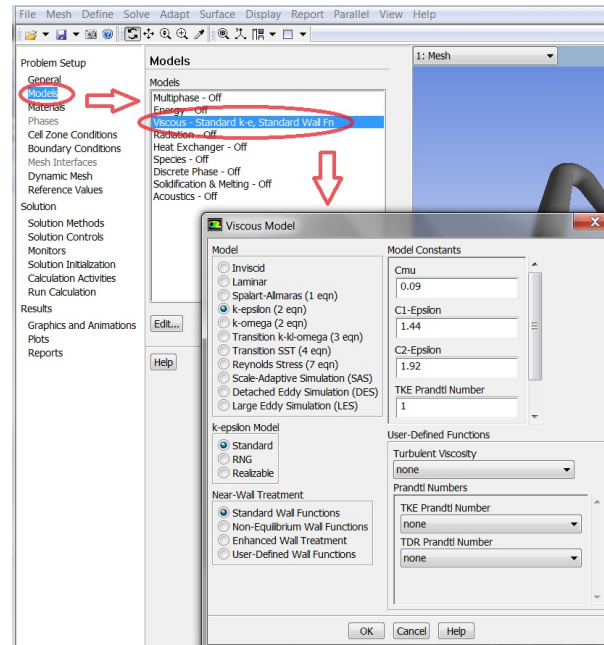 File Mesh Define Solve Adapt Surface Display Report Parallel View Help
Problem Setup
General
Models
Materials
Phases
Cell Zone Conditions
Boundary Conditions
Mesh Interfaces
Dynamic Mesh
Reference Values
Solution
Solution Methods
Solution Controls
Monitors
Solution Initialization
Calculation Activities
Run Calculation
Results
Graphics and Animations
Plots
Reports
Models
Models
Multiphase - Off
Energy - Off
Viscous - Standard k-e, Standard Wall Fn
Radiation - Off
Heat Exchanger - Off
Species - Off
Discrete Phase - Off
Solidification & Melting - Off
Acoustics - Off
Edit...
Help
1: Mesh
Viscous Model
Model
Inviscid
Laminar
Spalart-Allmaras (1 eqn)
k-epsilon (2 eqn)
k-omega (2 eqn)
Transition k-kl-omega (3 eqn)
Transition SST (4 eqn)
Reynolds Stress (7 eqn)
Scale-Adaptive Simulation (SAS)
Detached Eddy Simulation (DES)
Large Eddy Simulation (LES)
k-epsilon Model
Standard
RNG
Realizable
Near-Wall Treatment
Standard Wall Functions
Non-Equilibrium Wall Functions
Enhanced Wall Treatment
User-Defined Wall Functions
Model Constants
Cmu
0.09
C1-Epsilon
1.44
C2-Epsilon
1.92
TKE Prandtl Number
1
User-Defined Functions
Turbulent Viscosity
none
Prandtl Numbers
TKE Prandtl Number
none
TDR Prandtl Number
none
OK Cancel Help